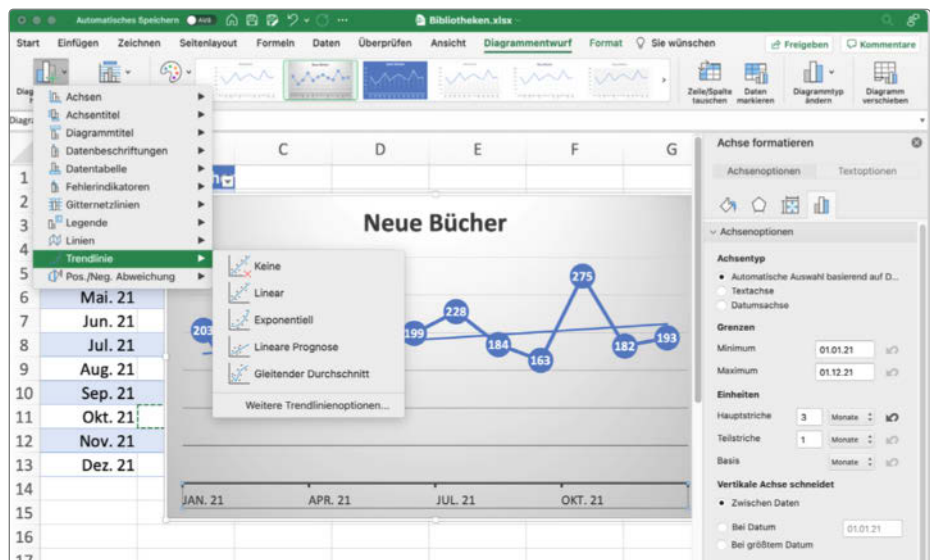 Automatisches Speichern AUS Bibliotheken.xlsx
Start Einfügen Zeichnen Seitenlayout Formeln Daten Überprüfen Ansicht Diagrammentwurf Format Sie wünschen Freigeben Kommentare
Neue Bücher
Zeile/Spalte tauschen
Daten markieren
Diagrammtyp ändern
Diagramm verschieben
Achsen
Achsentitel
Diagrammtitel
Datenbeschriftungen
Datentabelle
Fehlerindikatoren
Gitternetzlinien
Legende
Linien
Trendlinie
Pos./Neg. Abweichung
Keine
Linear
Exponentiell
Lineare Prognose
Gleitender Durchschnitt
Weitere Trendlinienoptionen...
C D E F G
1
2
3
4
5
6 Mai. 21
7 Jun. 21
8 Jul. 21
9 Aug. 21
10 Sep. 21
11 Okt. 21
12 Nov. 21
13 Dez. 21
14
15
16
17
Neue Bücher
203 199 228 184 163 275 182 193
JAN. 21 APR. 21 JUL. 21 OKT. 21
Achse formatieren
Achsenoptionen Textoptionen
Achsenoptionen
Achsentyp
Automatische Auswahl basierend auf D...
Textachse
Datumsachse
Grenzen
Minimum 01.01.21
Maximum 01.12.21
Einheiten
Hauptstriche 3 Monate
Teilstriche 1 Monate
Basis Monate
Vertikale Achse schneidet
Zwischen Daten
Bei Datum 01.01.21
Bei größtem Datum